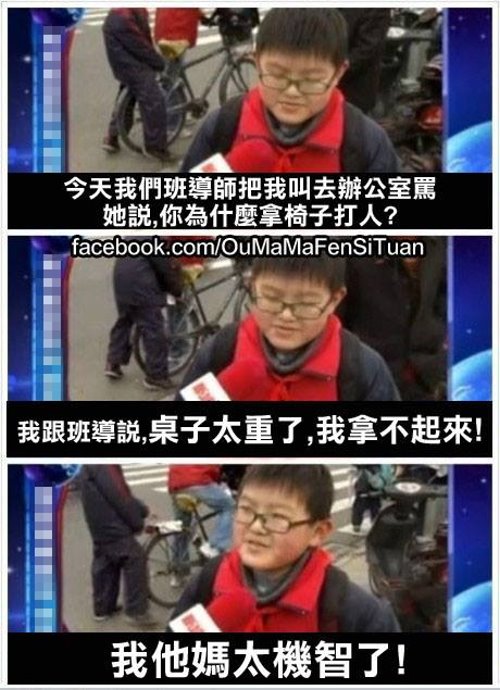 今天我們班導師把我叫去辦公室罵
她說,你為什麼拿椅子打人?
facebook.com/OuMaMaFenSiTuan
我跟班導說,桌子太重了,我拿不起來!
我他媽太機智了!